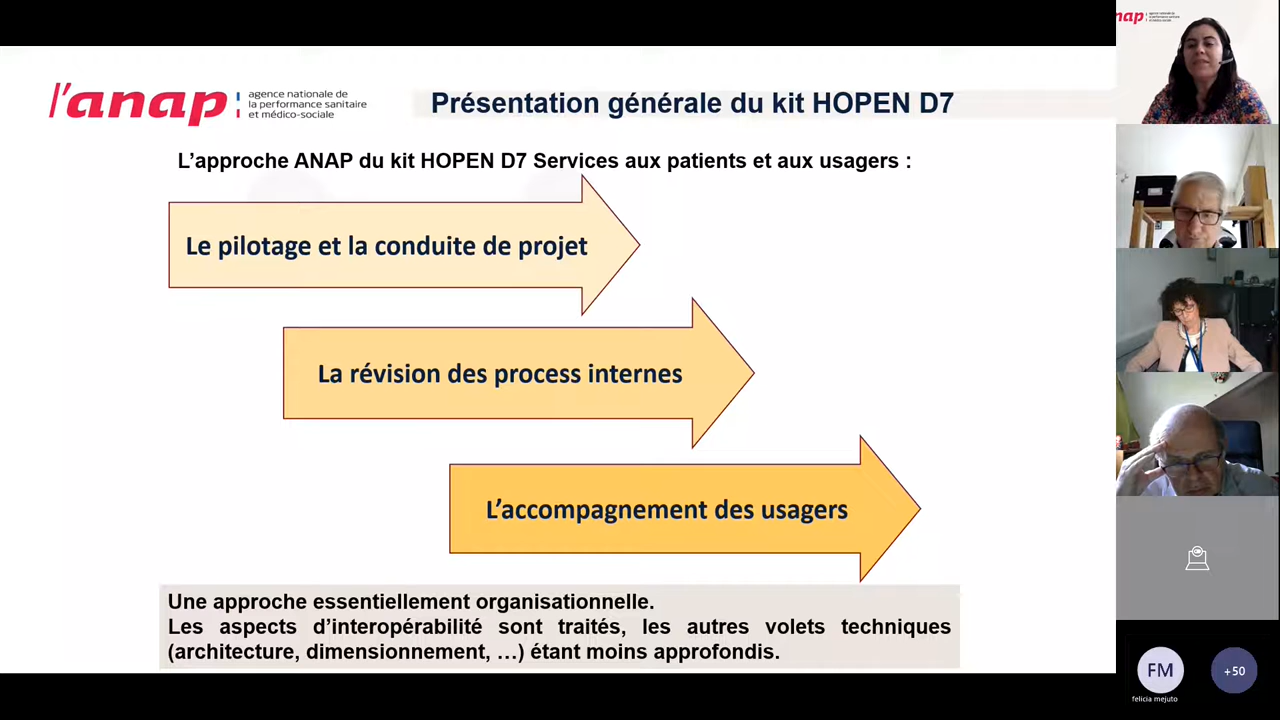 l'anap
agence nationale de
la performance sanitaire
et médico-sociale
Présentation générale du kit HOPEN D7
L'approche ANAP du kit HOPEN D7 Services aux patients et aux usagers :
Le pilotage et la conduite de projet
La révision des process internes
L'accompagnement des usagers
Une approche essentiellement organisationnelle.
Les aspects d'interopérabilité sont traités, les autres volets techniques
(architecture, dimensionnement, …) étant moins approfondis.
nap
FM
felicia mejuto
+50